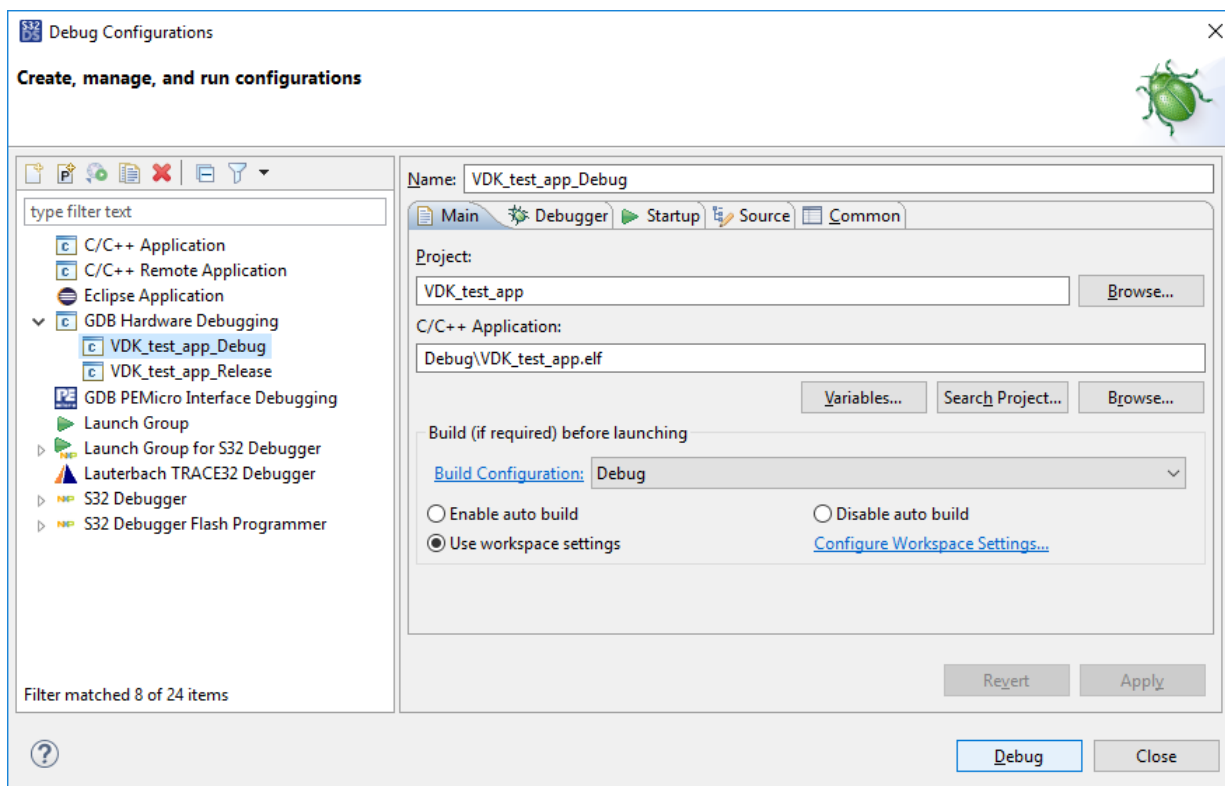 S32 DS Debug Configurations
Create, manage, and run configurations
type filter text
C/C++ Application
C/C++ Remote Application
Eclipse Application
GDB Hardware Debugging
VDK_test_app_Debug
VDK_test_app_Release
GDB PEMicro Interface Debugging
Launch Group
Launch Group for S32 Debugger
Lauterbach TRACE32 Debugger
S32 Debugger
S32 Debugger Flash Programmer
Filter matched 8 of 24 items
Name: VDK_test_app_Debug
Main Debugger Startup Source Common
Project:
VDK_test_app Browse...
C/C++ Application:
Debug\VDK_test_app.elf
Variables... Search Project... Browse...
Build (if required) before launching
Build Configuration: Debug
Enable auto build Disable auto build
Use workspace settings Configure Workspace Settings...
Revert Apply
? Debug Close